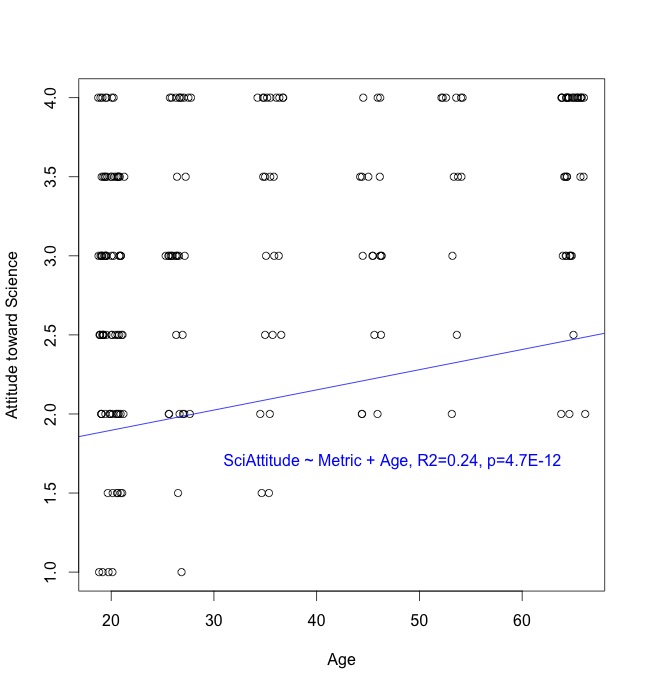 4.0
3.5
3.0
2.5
2.0
1.5
1.0
Attitude toward Science
SciAttitude ~ Metric + Age, R2=0.24, p=4.7E-12
20 30 40 50 60
Age